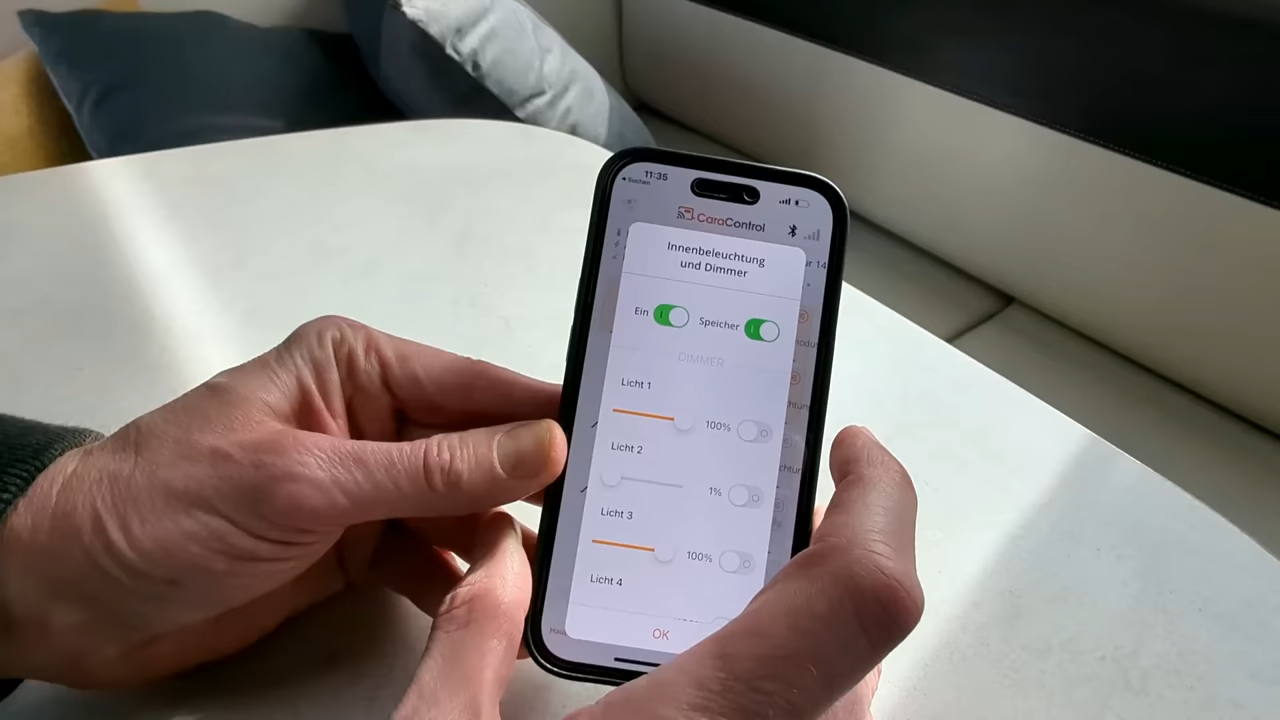 11:35
Suchen
CaraControl
Innenbeleuchtung
und Dimmer
Ein
Speicher
DIMMER
Licht 1
100%
Licht 2
1%
Licht 3
100%
Licht 4
OK